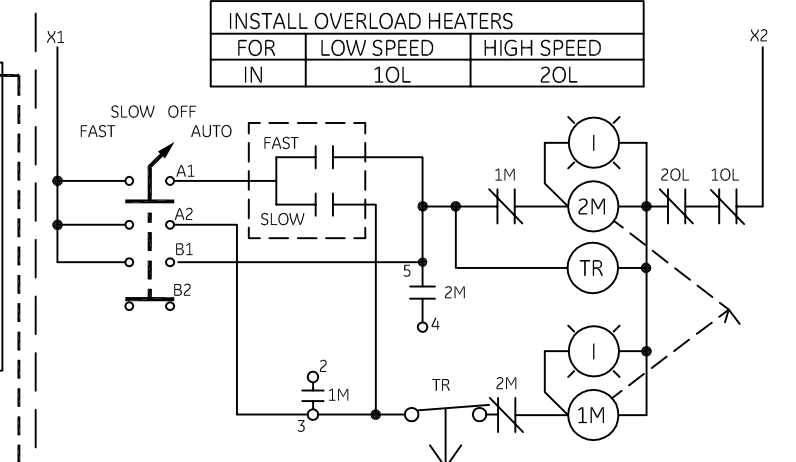 INSTALL OVERLOAD HEATERS
FOR LOW SPEED HIGH SPEED
IN 1OL 2OL
X1
X2
SLOW OFF
FAST AUTO
FAST
A1
1M
I
2OL 1OL
A2
SLOW
2M
B1
5
TR
B2
2M
4
I
2
1M
TR
2M
3
1M